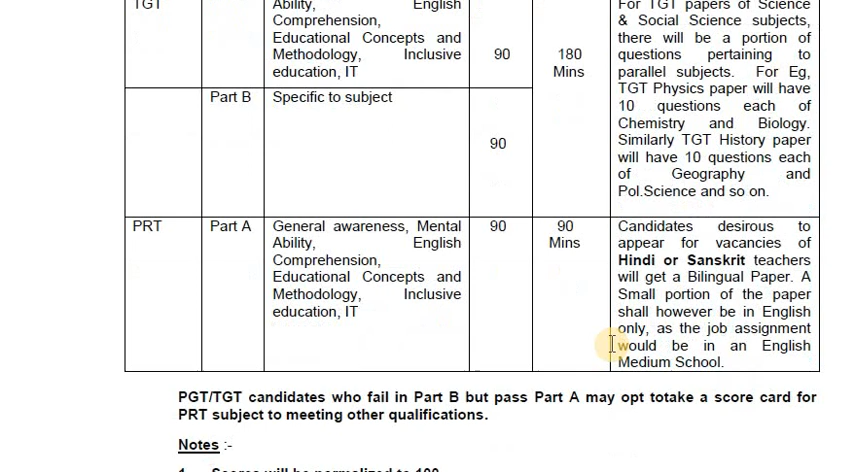 TGT
Ability, English
Comprehension,
Educational Concepts and
Methodology, Inclusive
education, IT
90
180
Mins
For TGT papers of Science
& Social Science subjects,
there will be a portion of
questions pertaining to
parallel subjects. For Eg,
TGT Physics paper will have
10 questions each of
Chemistry and Biology.
Similarly TGT History paper
will have 10 questions each
of Geography and
Pol.Science and so on.
Part B
Specific to subject
90
PRT
Part A
General awareness, Mental
Ability, English
Comprehension,
Educational Concepts and
Methodology, Inclusive
education, IT
90
90
Mins
Candidates desirous to
appear for vacancies of
Hindi or Sanskrit teachers
will get a Bilingual Paper. A
Small portion of the paper
shall however be in English
only, as the job assignment
would be in an English
Medium School.
PGT/TGT candidates who fail in Part B but pass Part A may opt totake a score card for
PRT subject to meeting other qualifications.
Notes :-
1. Scores will be normalized to 100